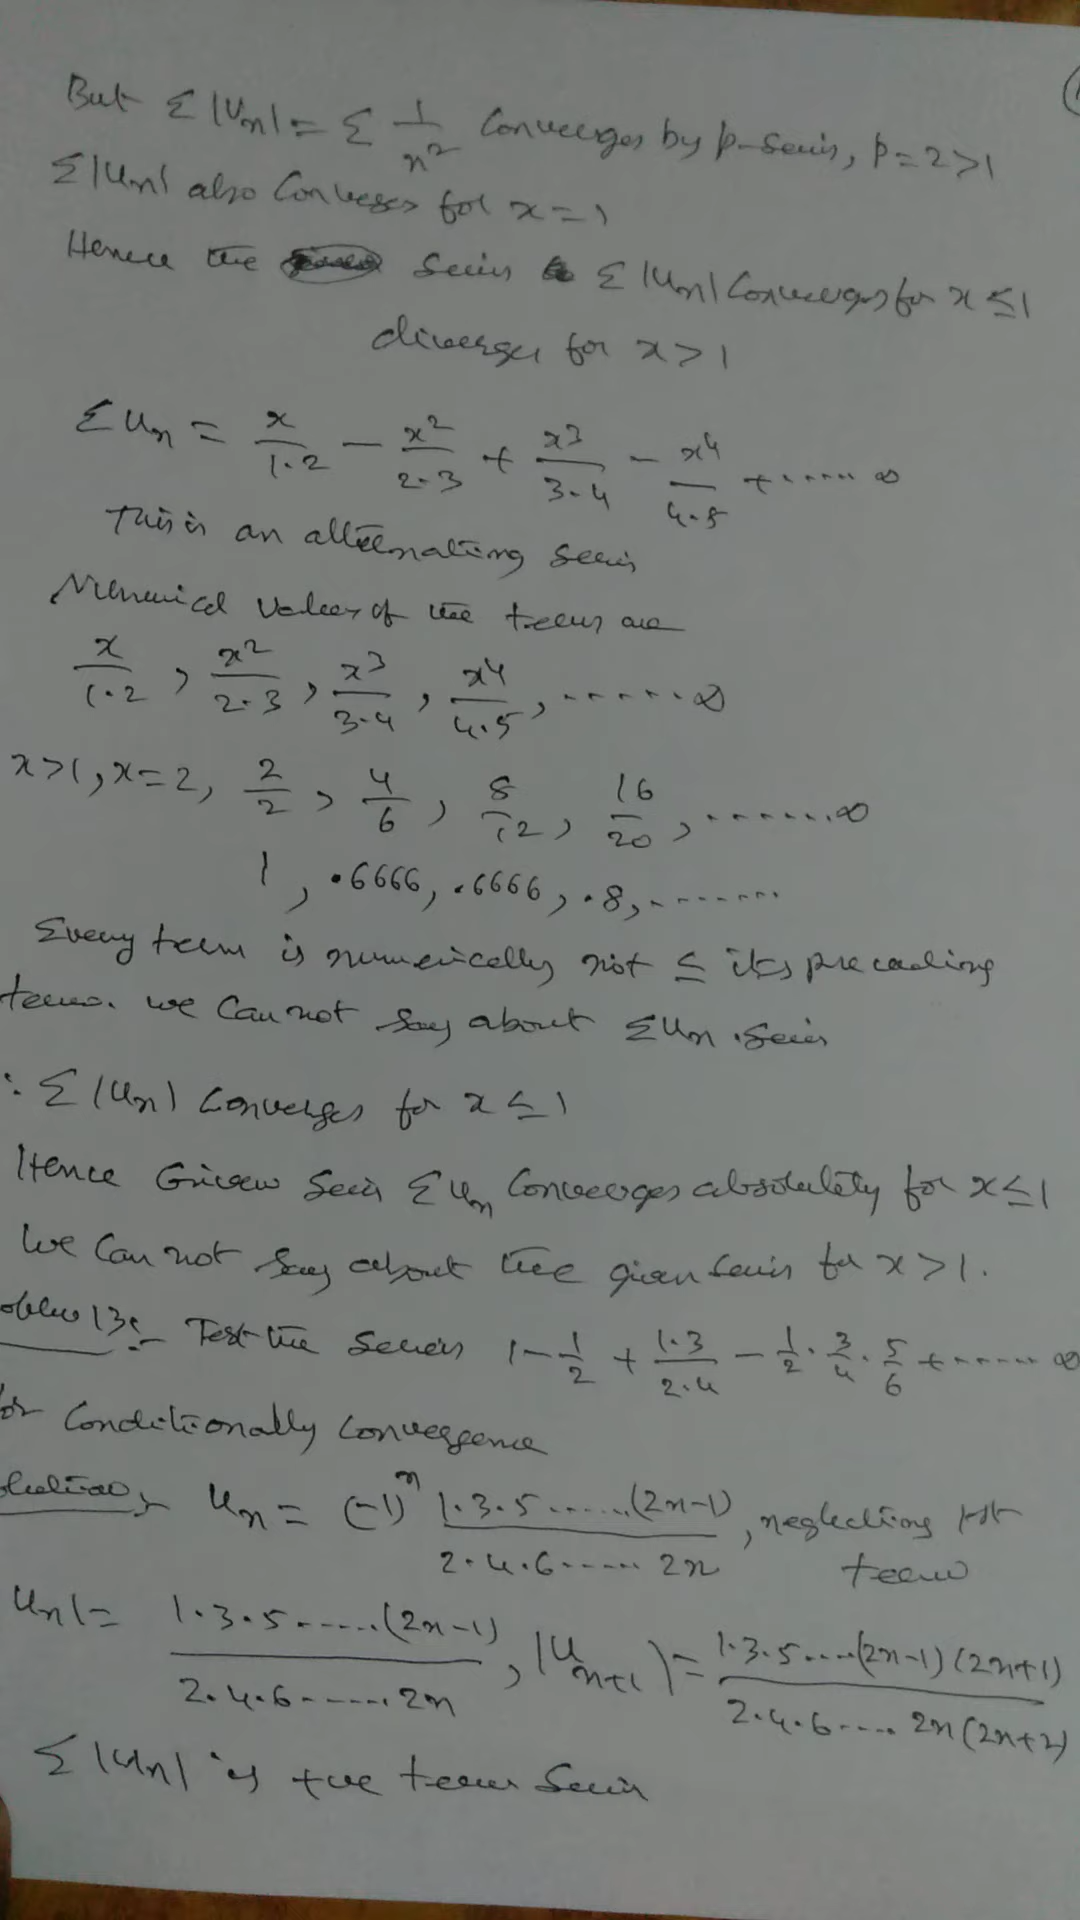 But Σ|Vn| = Σ 1/n² Converges by p-series, p=2>1
Σ|Un| also Converges for x=1
Hence the series Σ|Un| Converges for x ≤ 1
diverges for x > 1
ΣUn = x/1.2 - x²/2.3 + x³/3.4 - x⁴/4.5 + ...... ∞
This is an alternating series
Numerical Values of the terms are
x/1.2, x²/2.3, x³/3.4, x⁴/4.5, ...... ∞
x>1, x=2, 2/2, 4/6, 8/12, 16/20, ....... ∞
1, .6666, .6666, .8, .......
Every term is numerically not ≤ its preceading
term. we Can not Say about ΣUn series
∴ Σ|Un| Converges for x ≤ 1
Hence Given Series ΣUn Converges absolutely for x ≤ 1
We Can not Say about the given series for x > 1.
oblem 13:- Test the Series 1 - 1/2 + 1.3/2.4 - 1/2 . 3/4 . 5/6 + ...... ∞
for Conditionally Convergence
olution:- Un = (-1)ⁿ 1.3.5......(2n-1)/2.4.6......2n, neglecting 1st
term
Un| = 1.3.5......(2n-1)/2.4.6......2n, |Un+1| = 1.3.5....(2n-1)(2n+1)/2.4.6.... 2n(2n+2)
Σ|Un| is +ve term Series